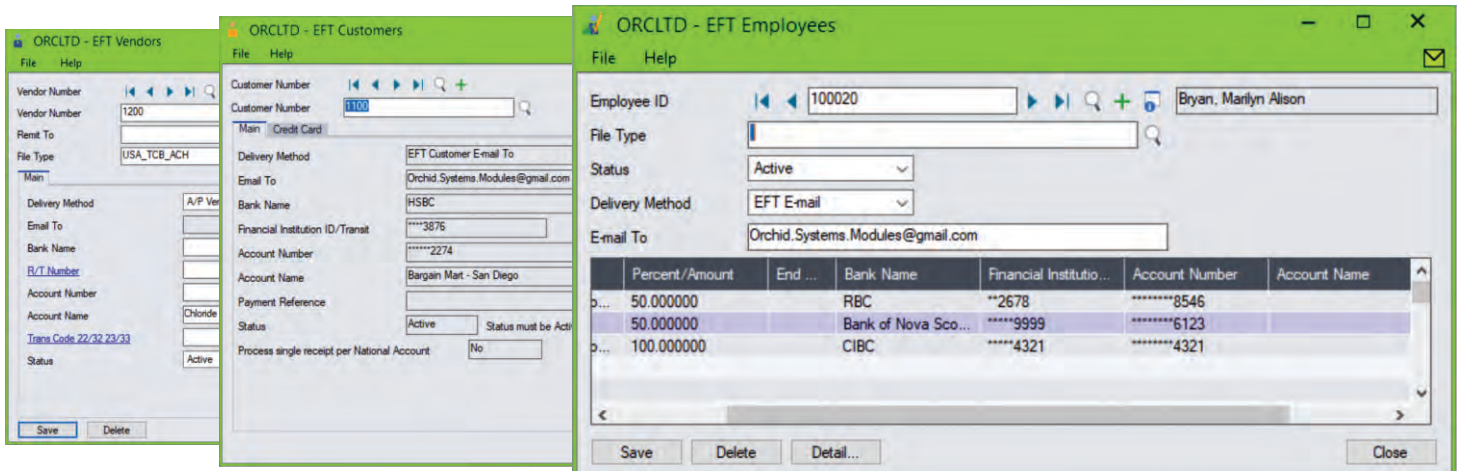 ORCLTD - EFT Vendors
File Help
Vendor Number
Vendor Number 1200
Remit To
File Type USA_TCB_ACH
Main
Delivery Method A/P Ver
Email To
Bank Name
R/T Number
Account Number
Account Name Chloride
Trans Code 22/32 23/33
Status Active
Save Delete
ORCLTD - EFT Customers
File Help
Customer Number
Customer Number 1100
Main Credit Card
Delivery Method EFT Customer E-mail To
Email To Orchid.Systems.Modules@gmail.com
Bank Name HSBC
Financial Institution ID/Transit ****3876
Account Number ******2274
Account Name Bargain Mart - San Diego
Payment Reference
Status Active Status must be Acti
Process single receipt per National Account No
ORCLTD - EFT Employees
File Help
Employee ID 100020 Bryan, Marilyn Alison
File Type
Status Active
Delivery Method EFT E-mail
E-mail To Orchid.Systems.Modules@gmail.com
Percent/Amount End ... Bank Name Financial Institutio... Account Number Account Name
o... 50.000000 RBC **2678 ********8546
50.000000 Bank of Nova Sco... *****9999 ********6123
o... 100.000000 CIBC *****4321 ********4321
Save Delete Detail... Close